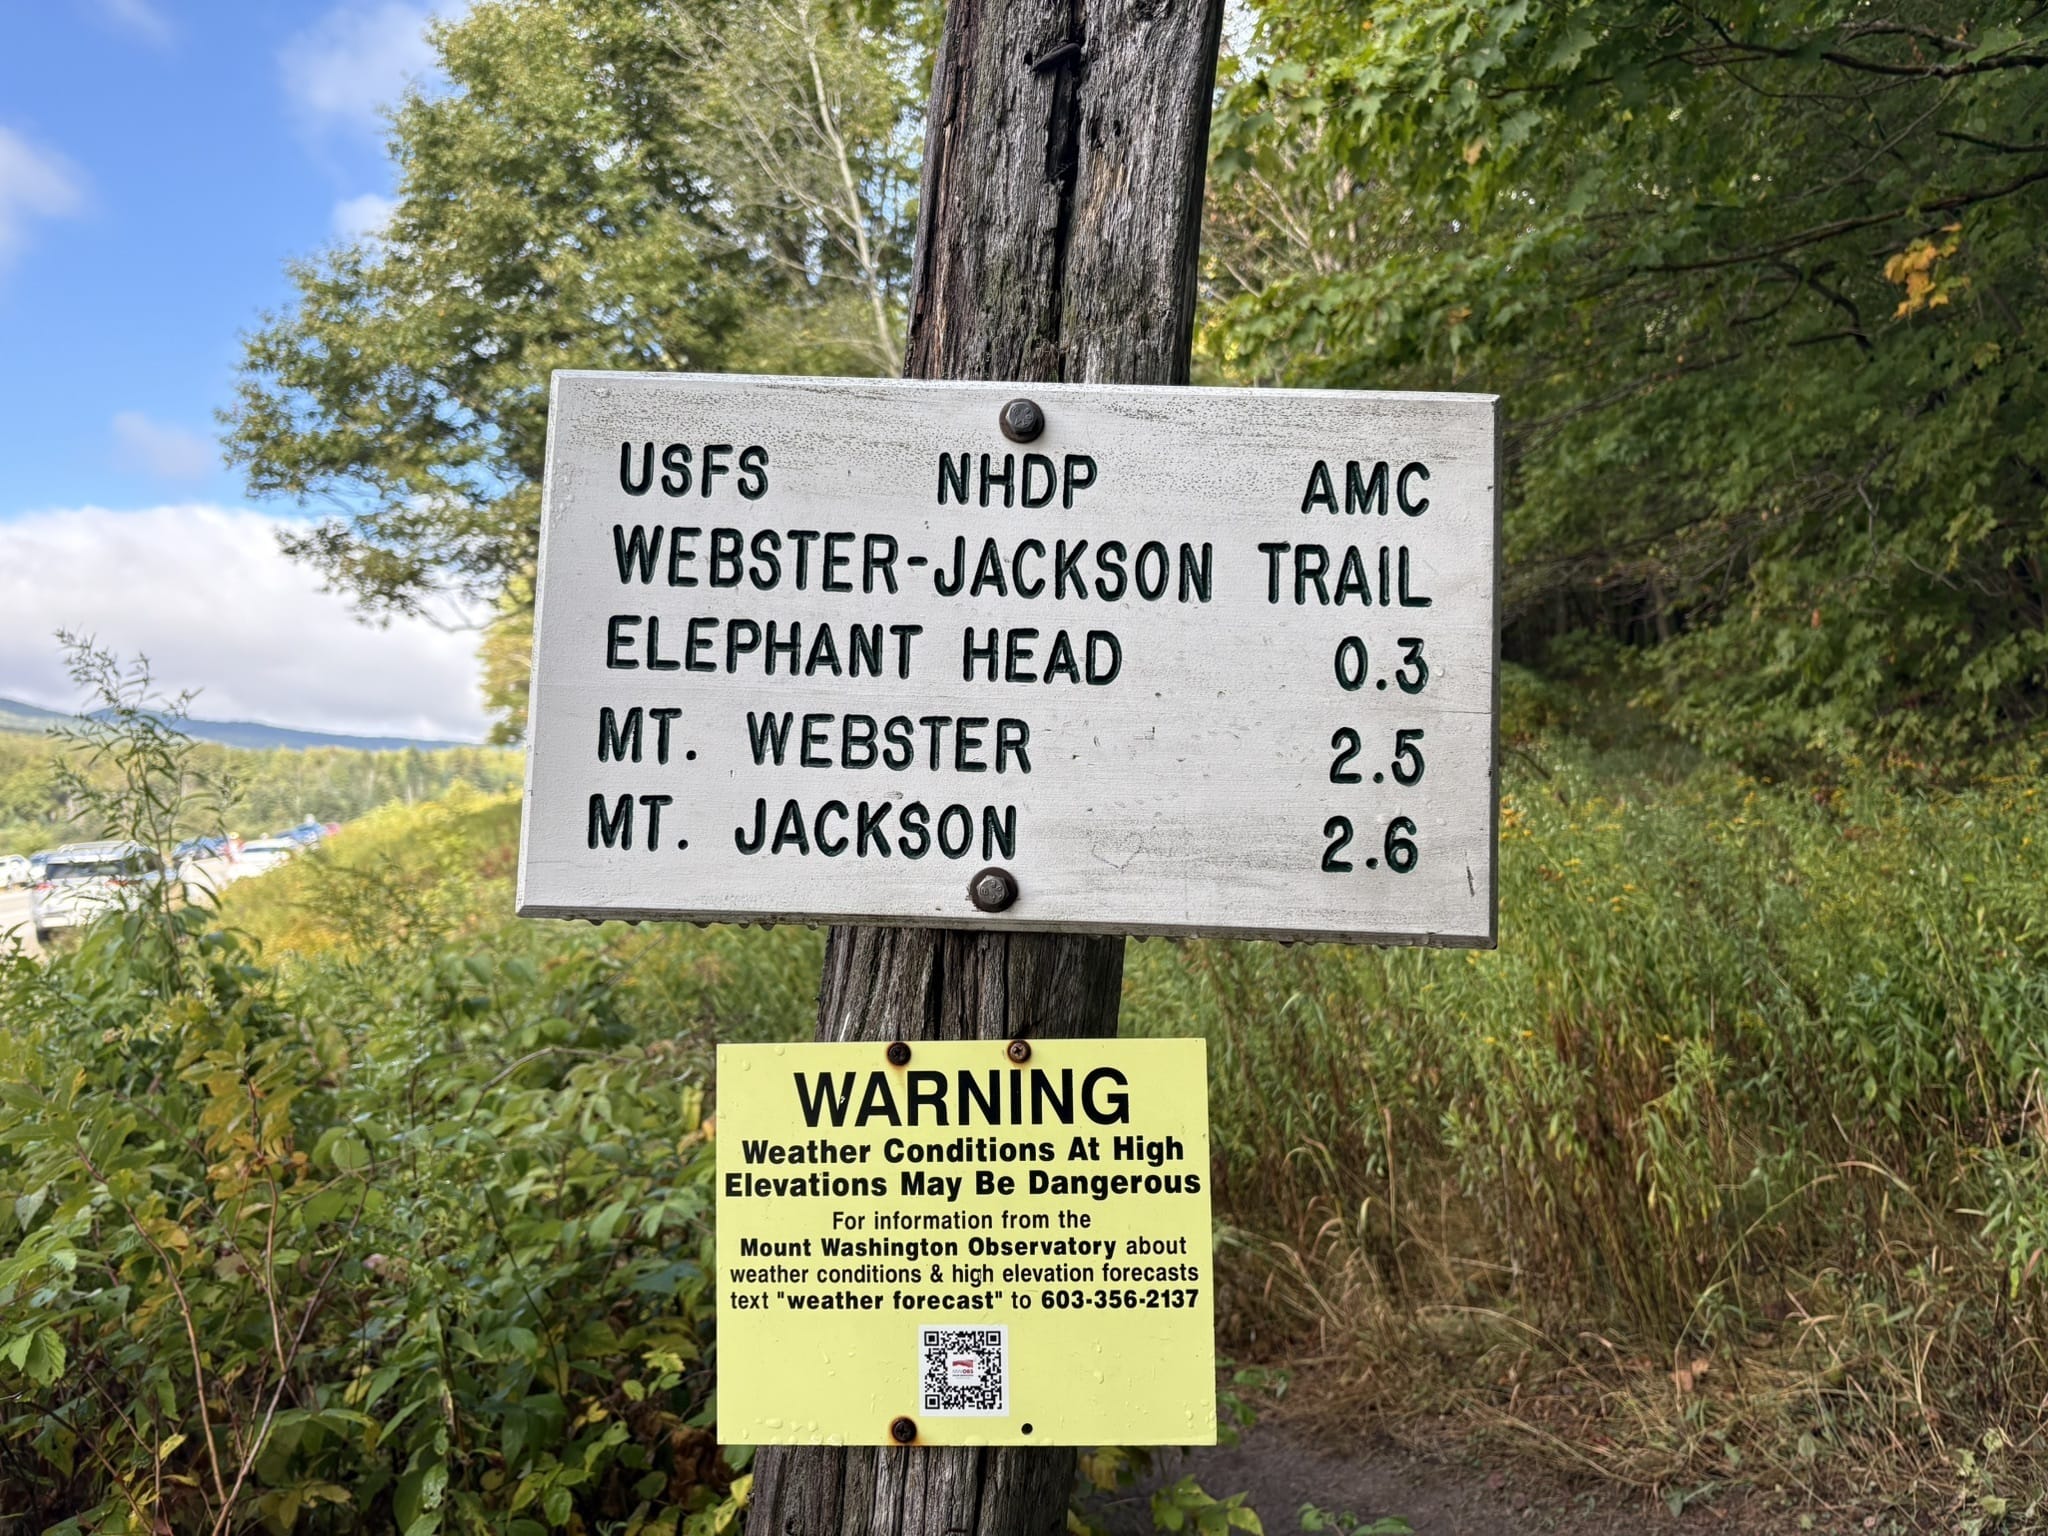 USFS NHDP AMC
WEBSTER-JACKSON TRAIL
ELEPHANT HEAD 0.3
MT. WEBSTER 2.5
MT. JACKSON 2.6
WARNING
Weather Conditions At High
Elevations May Be Dangerous
For information from the
Mount Washington Observatory about
weather conditions & high elevation forecasts
text "weather forecast" to 603-356-2137